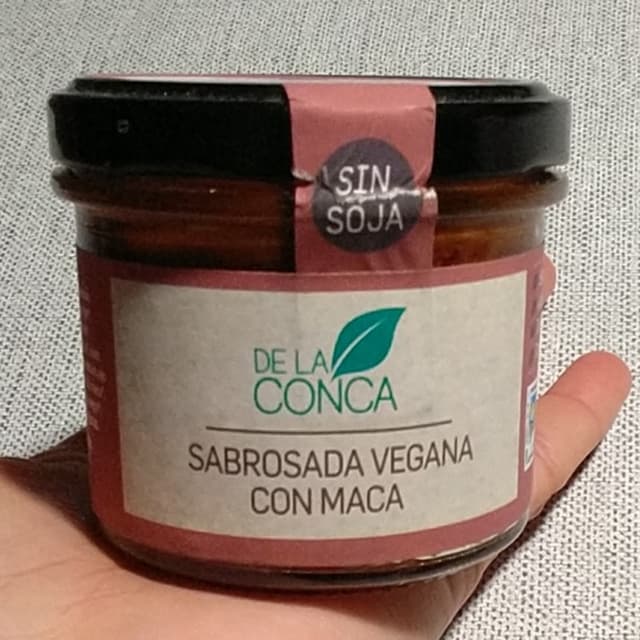 SIN
SOJA
DE LA
CONCA
SABROSADA VEGANA
CON MACA